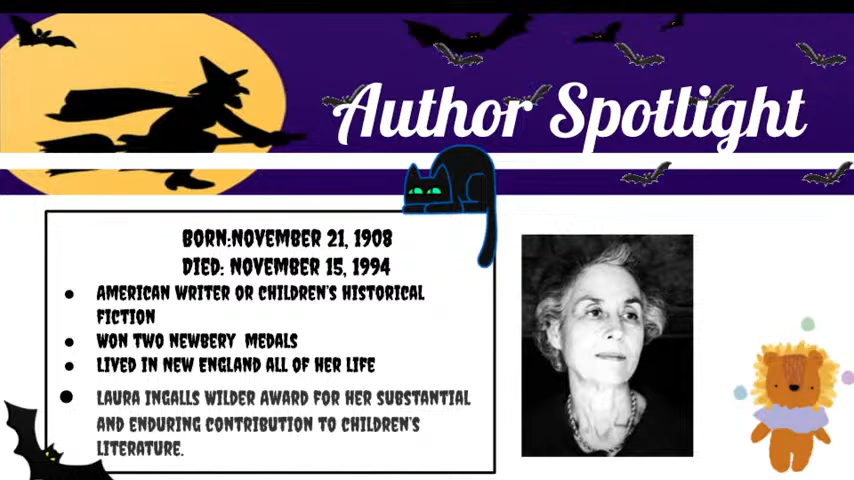 Author Spotlight
BORN:NOVEMBER 21, 1908
DIED: NOVEMBER 15, 1994
AMERICAN WRITER OR CHILDREN'S HISTORICAL
FICTION
WON TWO NEWBERY MEDALS
LIVED IN NEW ENGLAND ALL OF HER LIFE
LAURA INGALLS WILDER AWARD FOR HER SUBSTANTIAL
AND ENDURING CONTRIBUTION TO CHILDREN'S
LITERATURE.